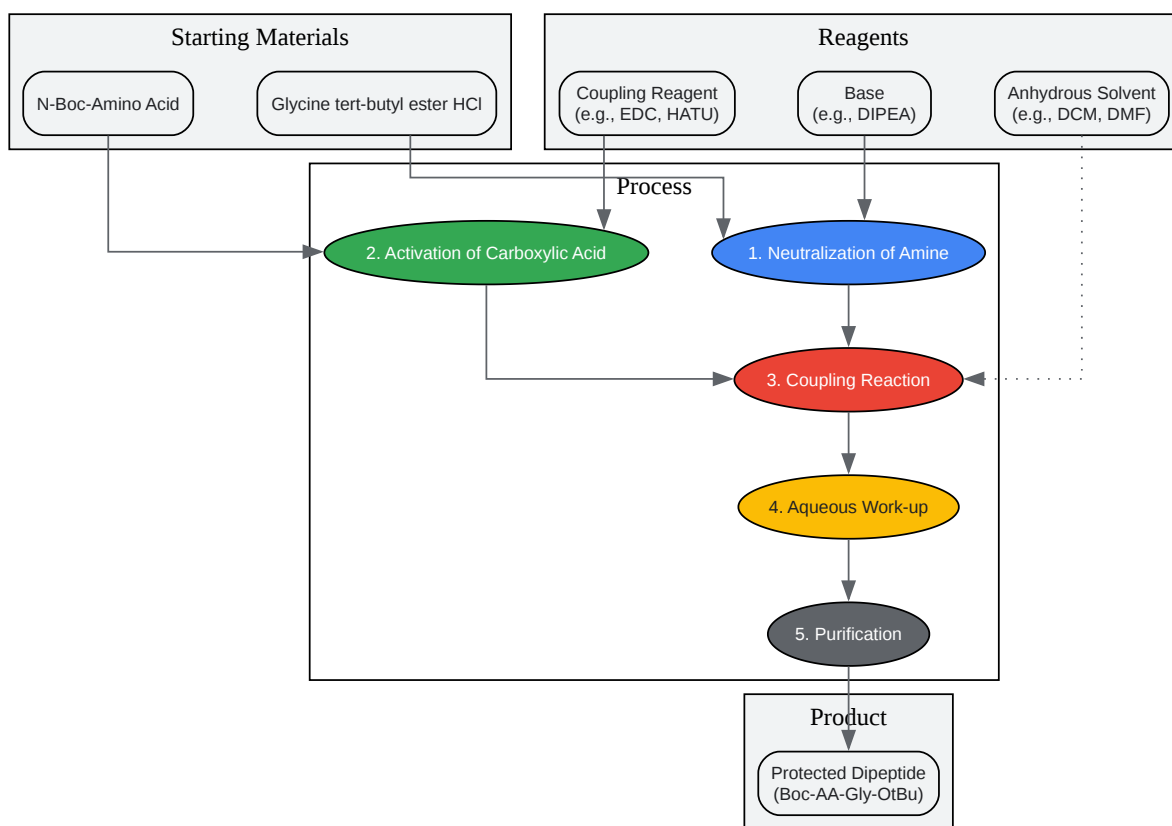 Starting Materials
Reagents
N-Boc-Amino Acid
Glycine tert-butyl ester HCl
Coupling Reagent
(e.g., EDC, HATU)
Base
(e.g., DIPEA)
Anhydrous Solvent
(e.g., DCM, DMF)
Process
2. Activation of Carboxylic Acid
1. Neutralization of Amine
3. Coupling Reaction
4. Aqueous Work-up
5. Purification
Product
Protected Dipeptide
(Boc-AA-Gly-OtBu)